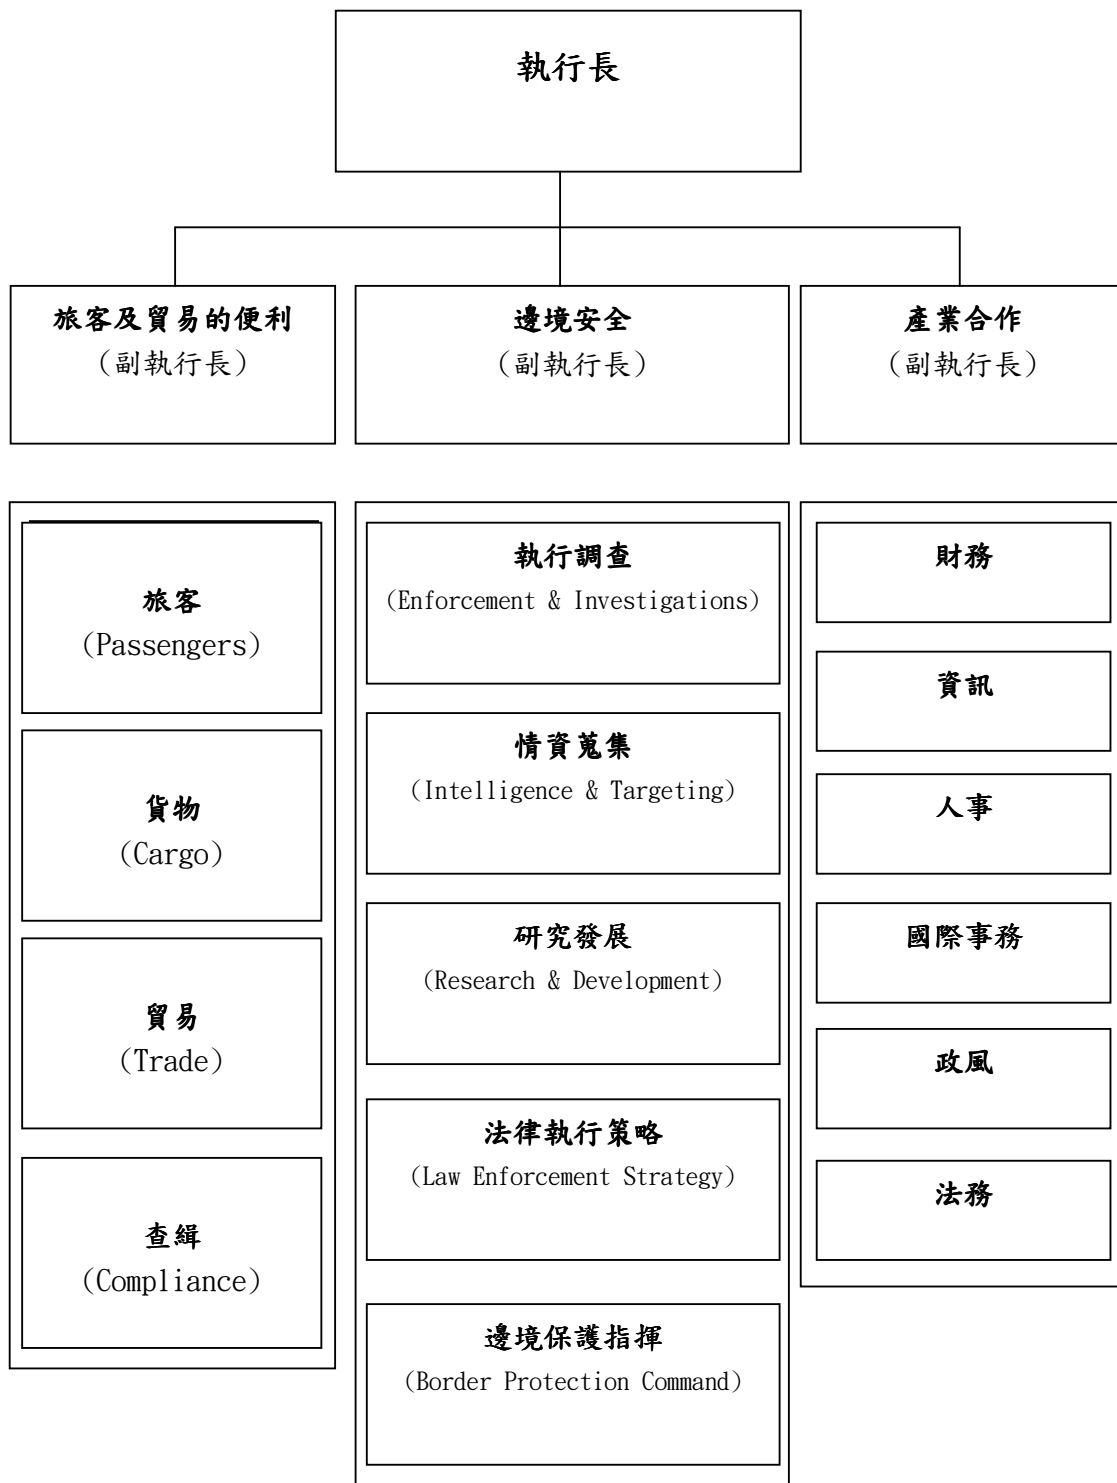 執行長
旅客及貿易的便利
（副執行長）
邊境安全
（副執行長）
產業合作
（副執行長）
旅客
(Passengers)
貨物
(Cargo)
貿易
(Trade)
查緝
(Compliance)
執行調查
(Enforcement & Investigations)
情資蒐集
(Intelligence & Targeting)
研究發展
(Research & Development)
法律執行策略
(Law Enforcement Strategy)
邊境保護指揮
(Border Protection Command)
財務
資訊
人事
國際事務
政風
法務